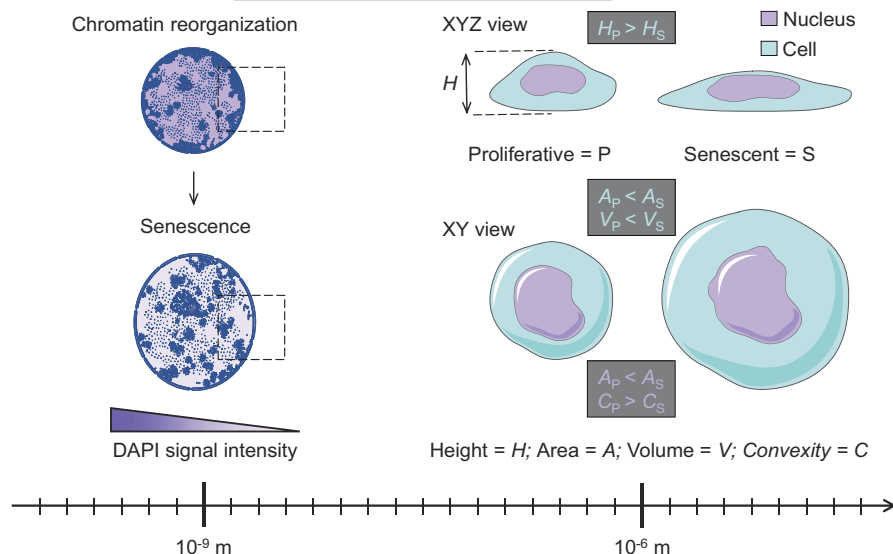 Chromatin reorganization
Senescence
DAPI signal intensity
XYZ view
H_P > H_S
Nucleus
Cell
H
Proliferative = P
Senescent = S
A_P < A_S
V_P < V_S
XY view
A_P < A_S
C_P > C_S
Height = H; Area = A; Volume = V; Convexity = C
10⁻⁹ m
10⁻⁶ m